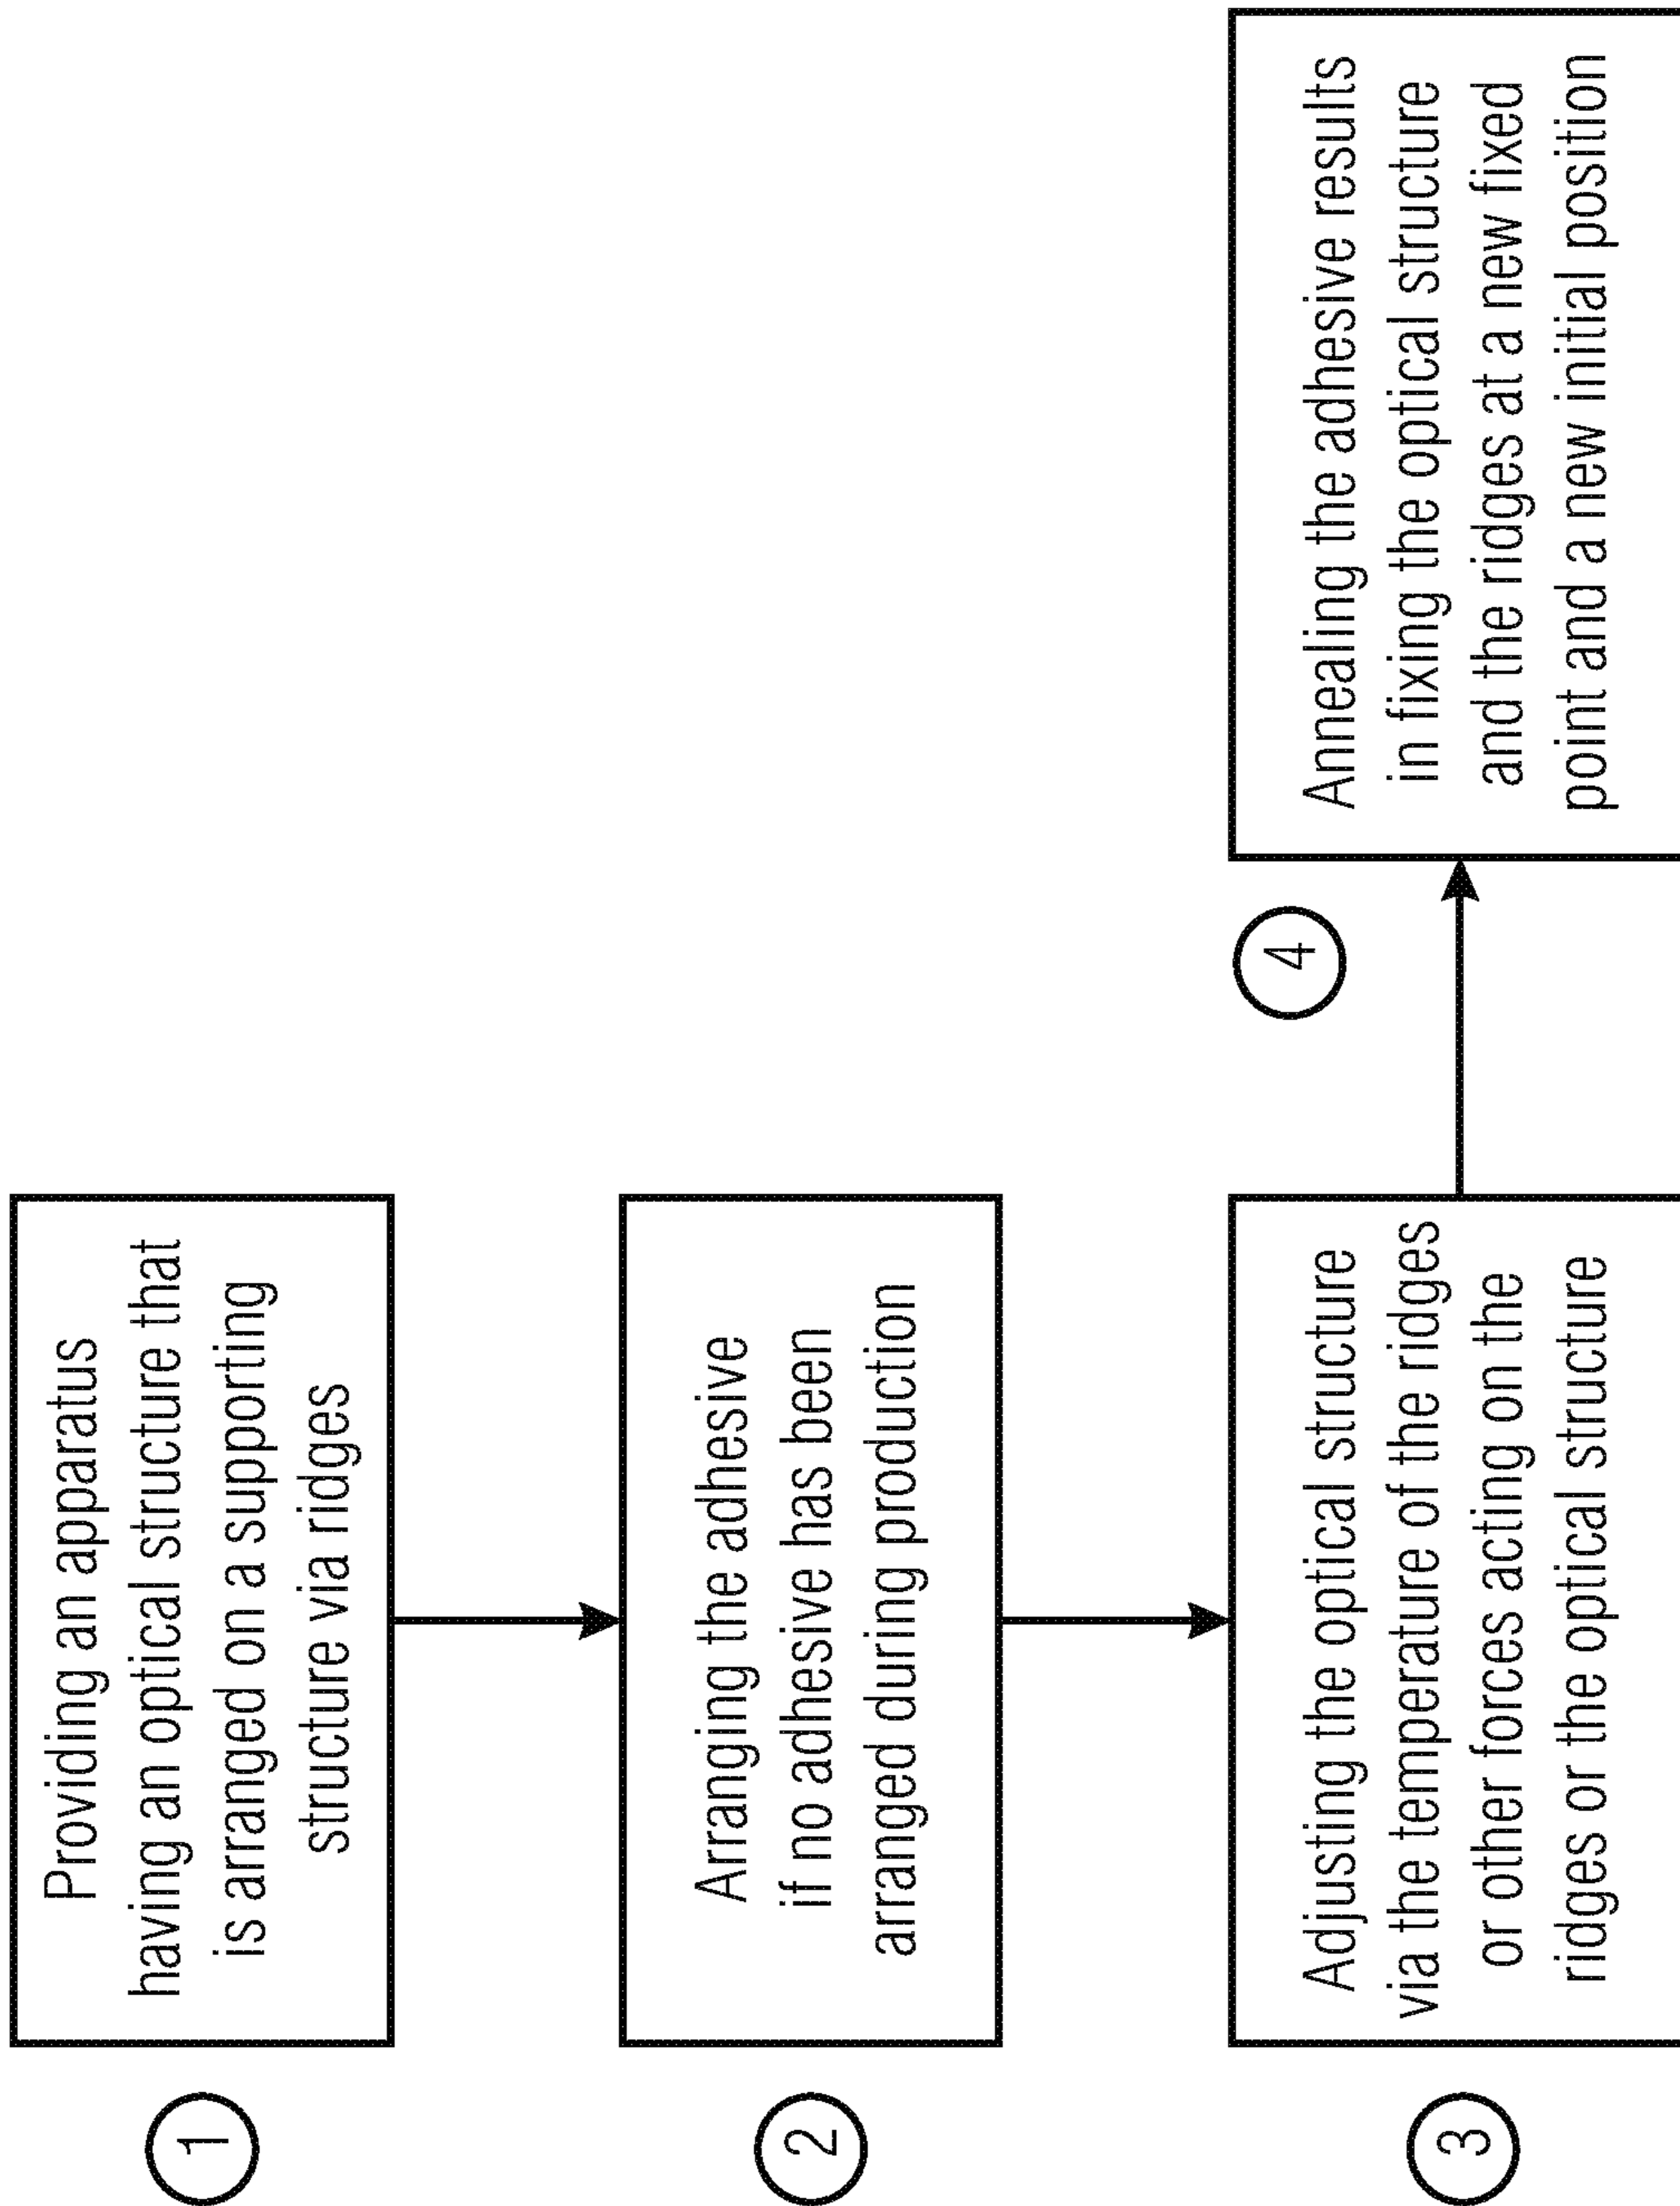 1
Providing an apparatus
having an optical structure that
is arranged on a supporting
structure via ridges
2
Arranging the adhesive
if no adhesive has been
arranged during production
3
Adjusting the optical structure
via the temperature of the ridges
or other forces acting on the
ridges or the optical structure
4
Annealing the adhesive results
in fixing the optical structure
and the ridges at a new fixed
point and a new initial position